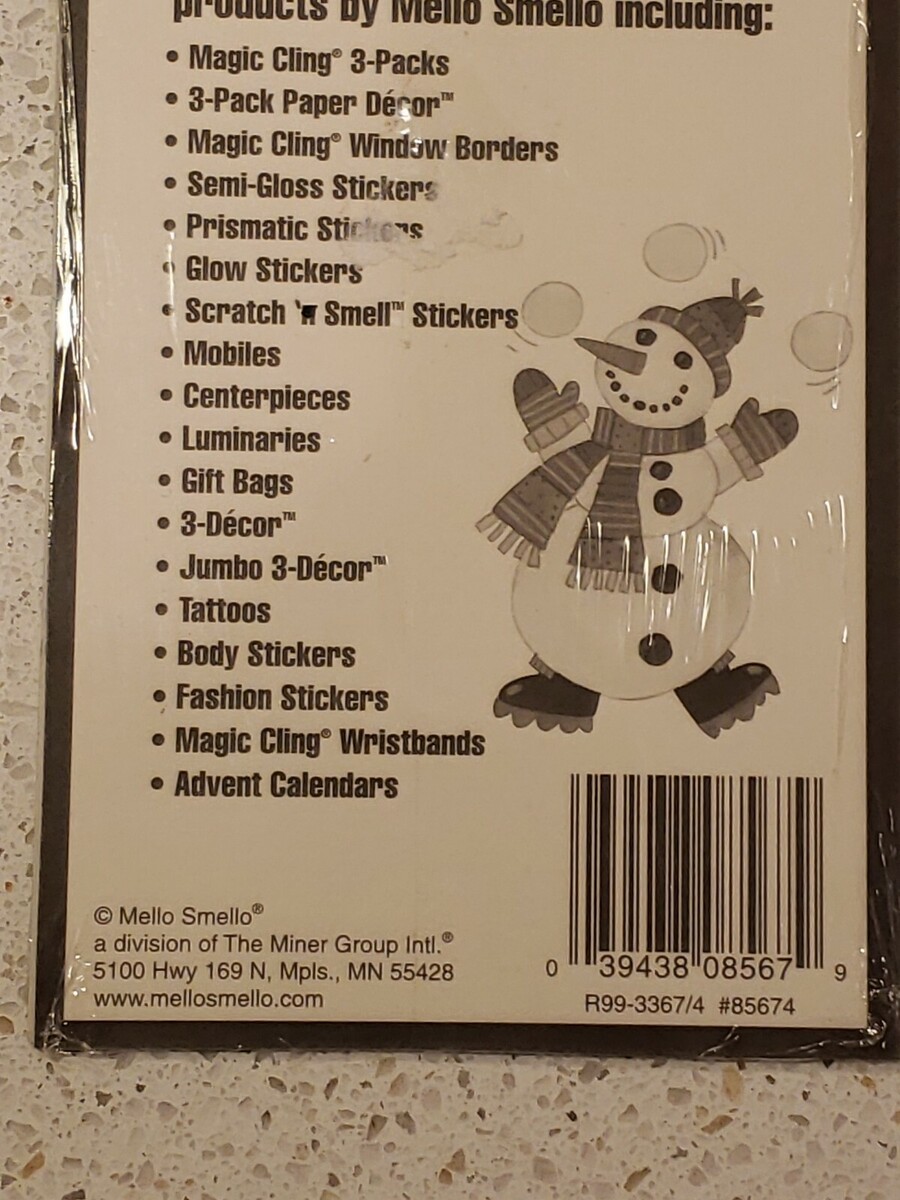 products by Mello Smello including:
• Magic Cling® 3-Packs
• 3-Pack Paper Décor™
• Magic Cling® Window Borders
• Semi-Gloss Stickers
• Prismatic Stickers
• Glow Stickers
• Scratch 'n Smell™ Stickers
• Mobiles
• Centerpieces
• Luminaries
• Gift Bags
• 3-Décor™
• Jumbo 3-Décor™
• Tattoos
• Body Stickers
• Fashion Stickers
• Magic Cling® Wristbands
• Advent Calendars
© Mello Smello®
a division of The Miner Group Intl.®
5100 Hwy 169 N, Mpls., MN 55428
www.mellosmello.com
0 39438 08567 9
R99-3367/4 #85674